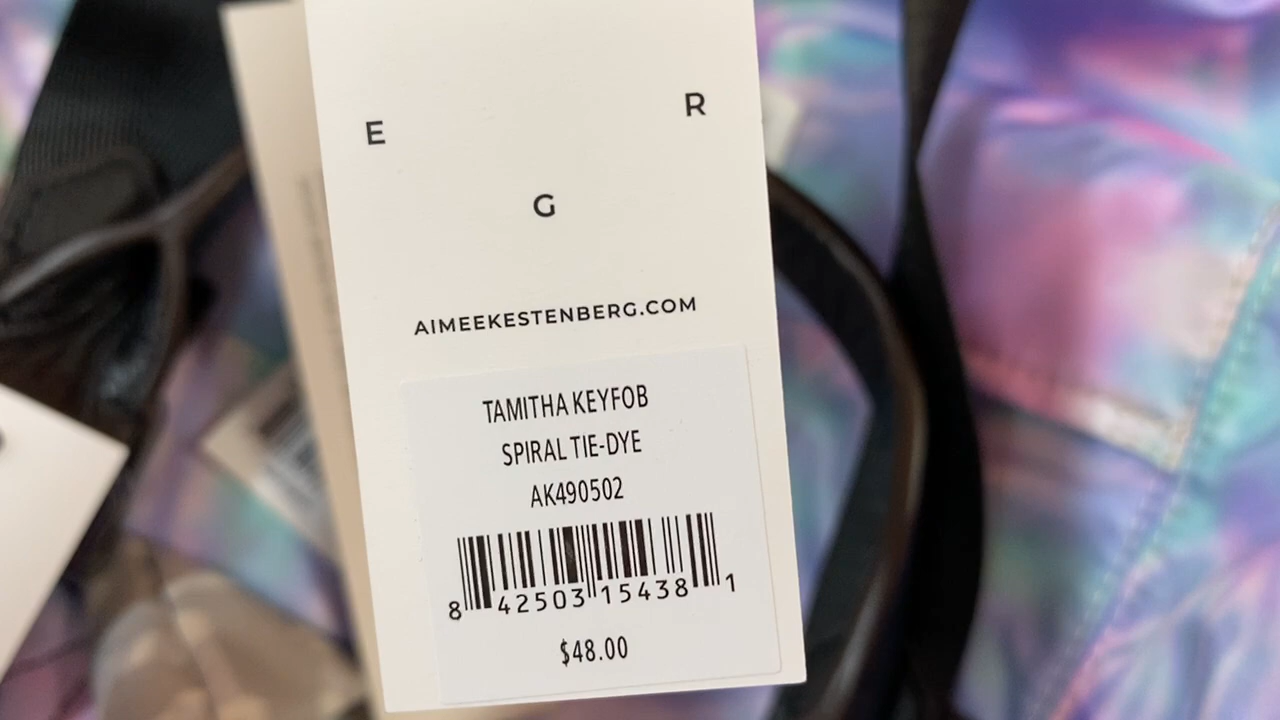 E R
G
AIMEEKESTENBERG.COM
TAMITHA KEYFOB
SPIRAL TIE-DYE
AK490502
8 42503 15438 1
$48.00